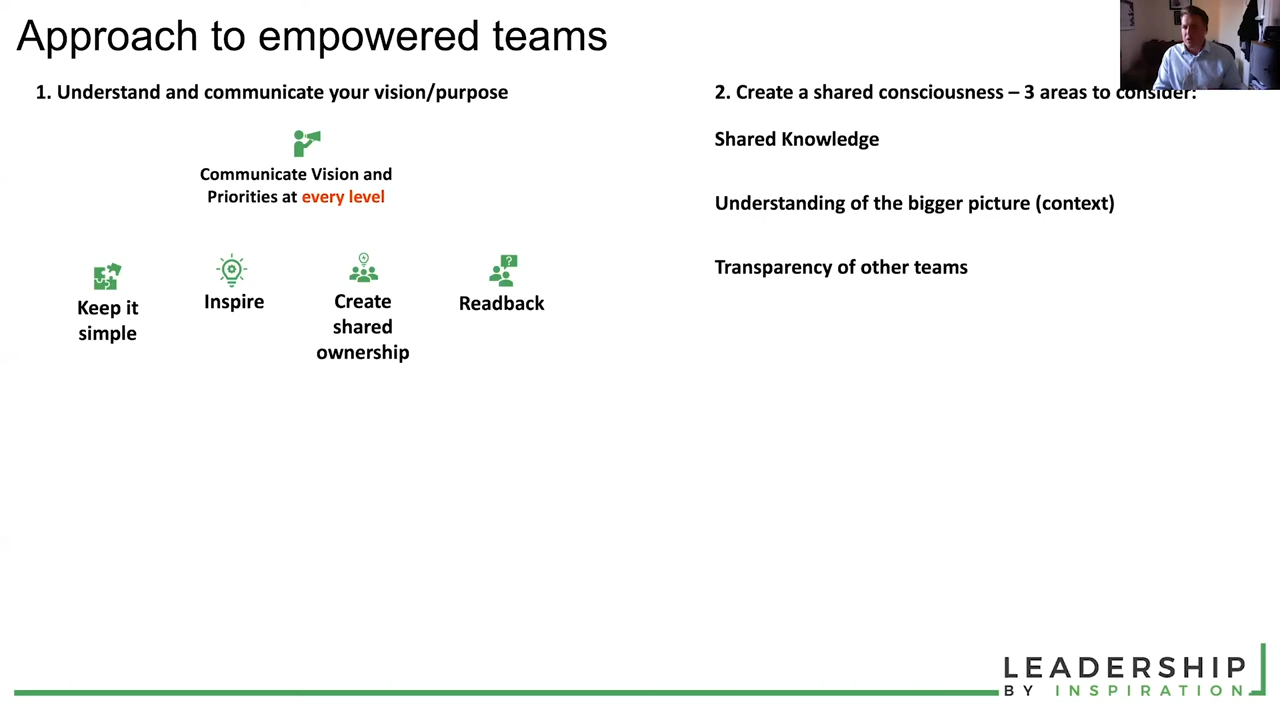 Approach to empowered teams
1. Understand and communicate your vision/purpose
Communicate Vision and
Priorities at every level
Keep it
simple
Inspire
Create
shared
ownership
Readback
2. Create a shared consciousness – 3 areas to consider:
Shared Knowledge
Understanding of the bigger picture (context)
Transparency of other teams
LEADERSHIP
BY INSPIRATION